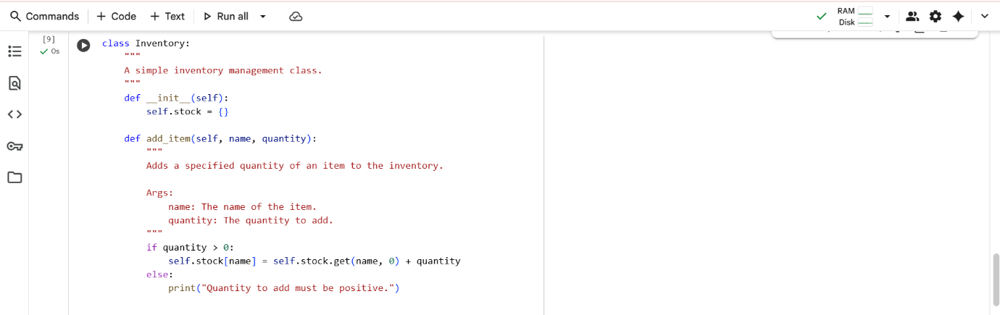 Commands + Code + Text Run all
RAM
Disk
[9]
0s
class Inventory:
    """
    A simple inventory management class.
    """
    def __init__(self):
        self.stock = {}

    def add_item(self, name, quantity):
        """
        Adds a specified quantity of an item to the inventory.

        Args:
            name: The name of the item.
            quantity: The quantity to add.
        """
        if quantity > 0:
            self.stock[name] = self.stock.get(name, 0) + quantity
        else:
            print("Quantity to add must be positive.")